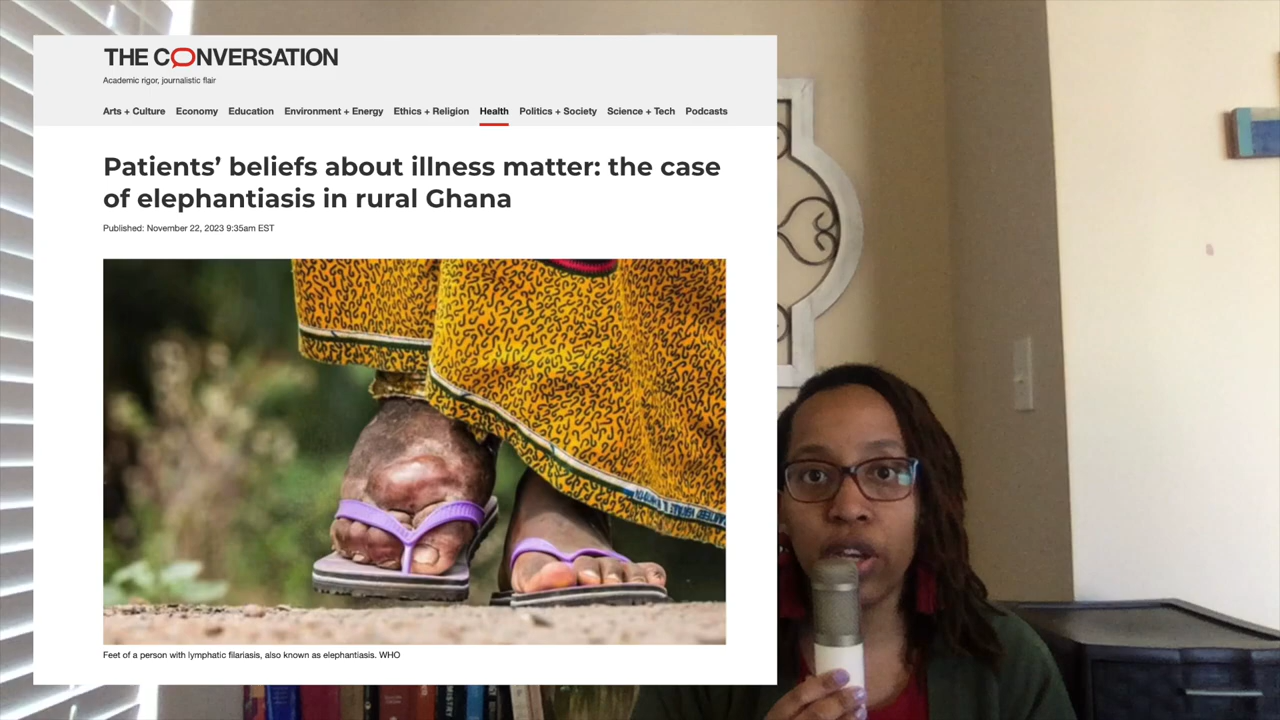 THE CONVERSATION
Academic rigor, journalistic flair
Arts + Culture Economy Education Environment + Energy Ethics + Religion Health Politics + Society Science + Tech Podcasts
Patients’ beliefs about illness matter: the case
of elephantiasis in rural Ghana
Published: November 22, 2023 9:35am EST
Feet of a person with lymphatic filariasis, also known as elephantiasis. WHO